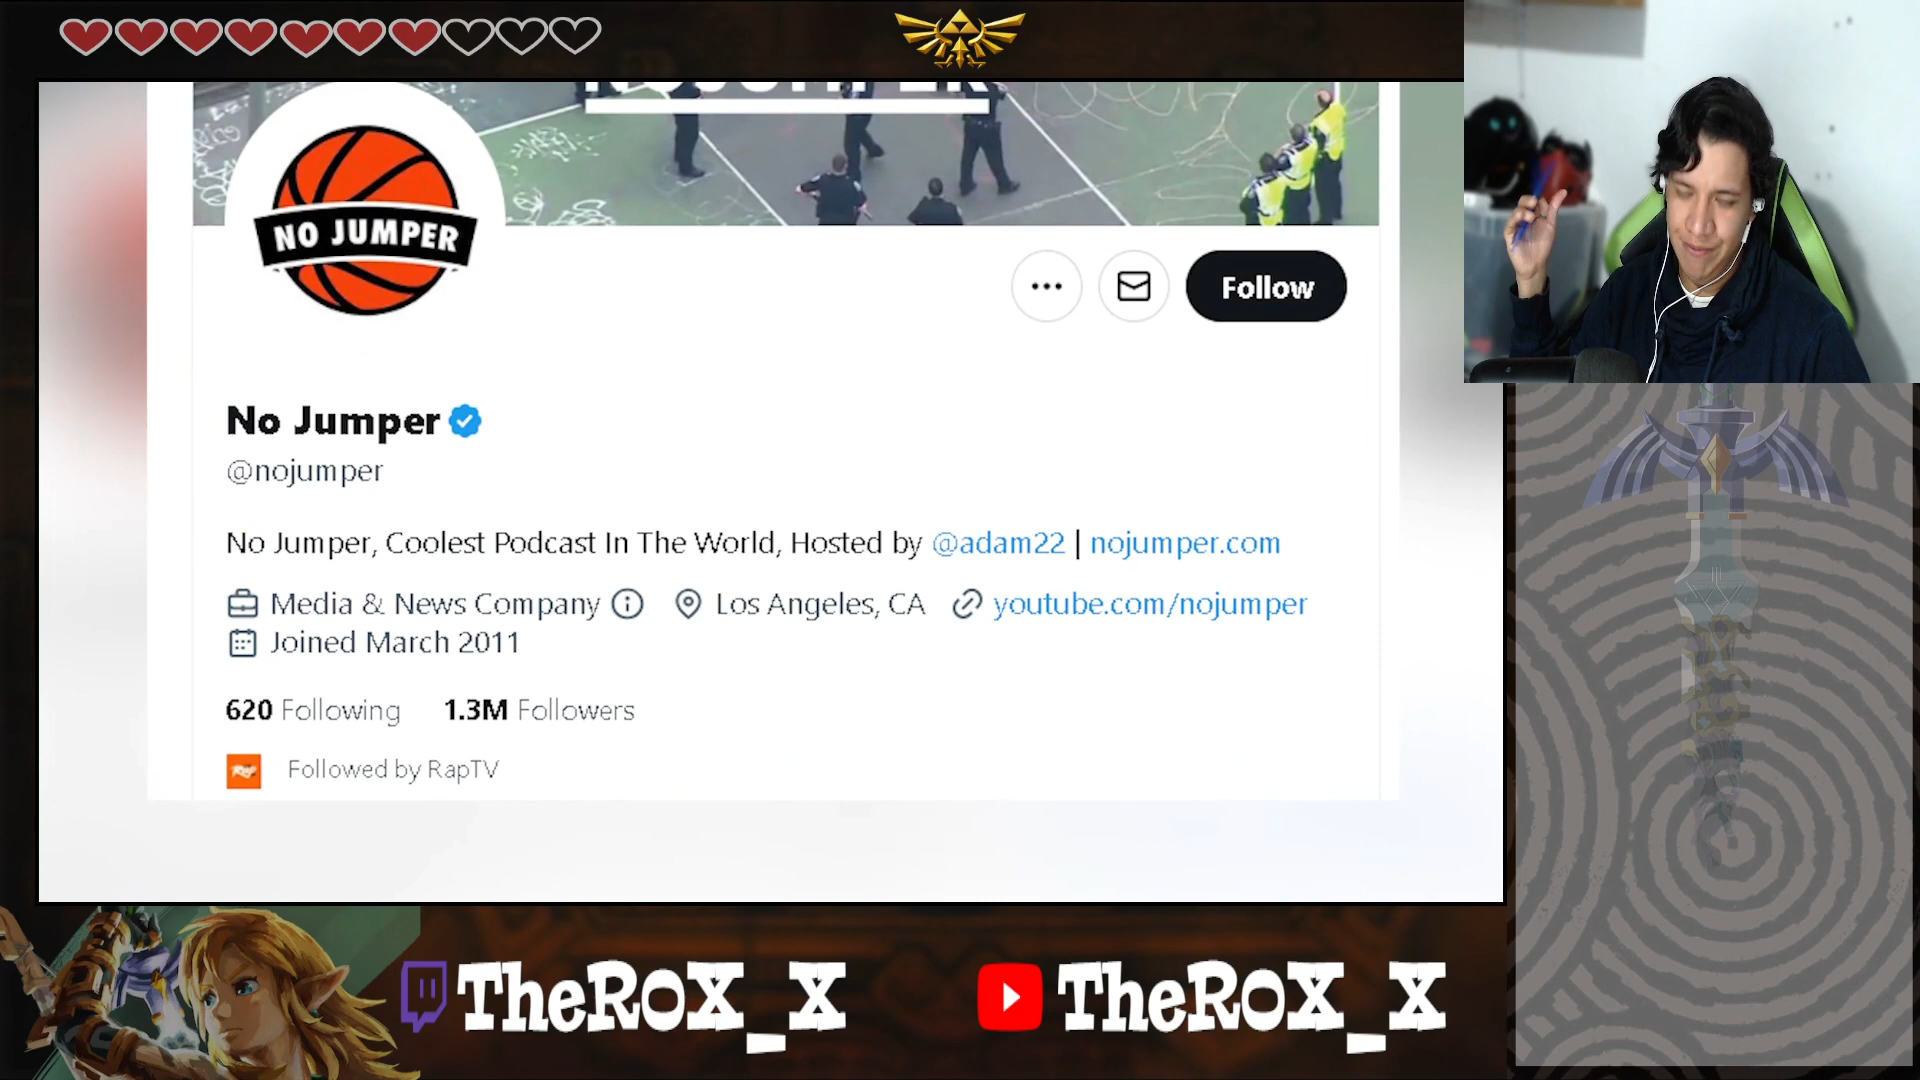 NO JUMPER
Follow
No Jumper
@nojumper
No Jumper, Coolest Podcast In The World, Hosted by @adam22 | nojumper.com
Media & News Company Los Angeles, CA youtube.com/nojumper
Joined March 2011
620 Following 1.3M Followers
Followed by RapTV
TheROX_X TheROX_X